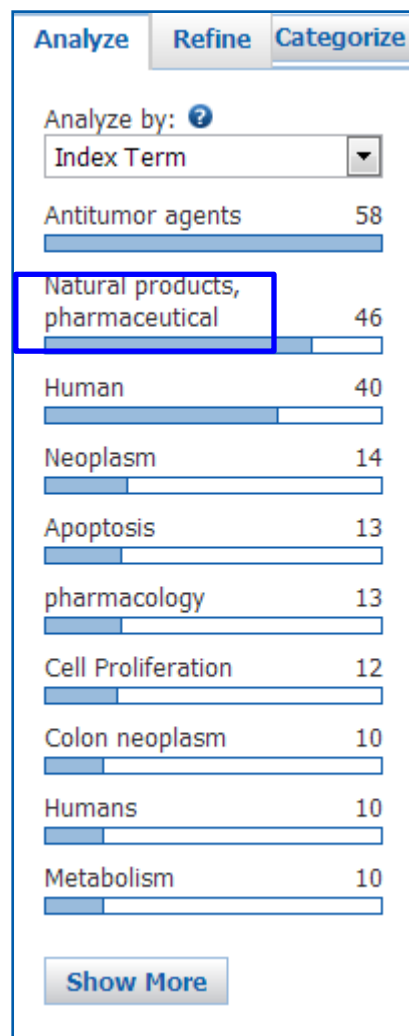 Analyze Refine Categorize
Analyze by: ?
Index Term
Antitumor agents 58
Natural products,
pharmaceutical 46
Human 40
Neoplasm 14
Apoptosis 13
pharmacology 13
Cell Proliferation 12
Colon neoplasm 10
Humans 10
Metabolism 10
Show More